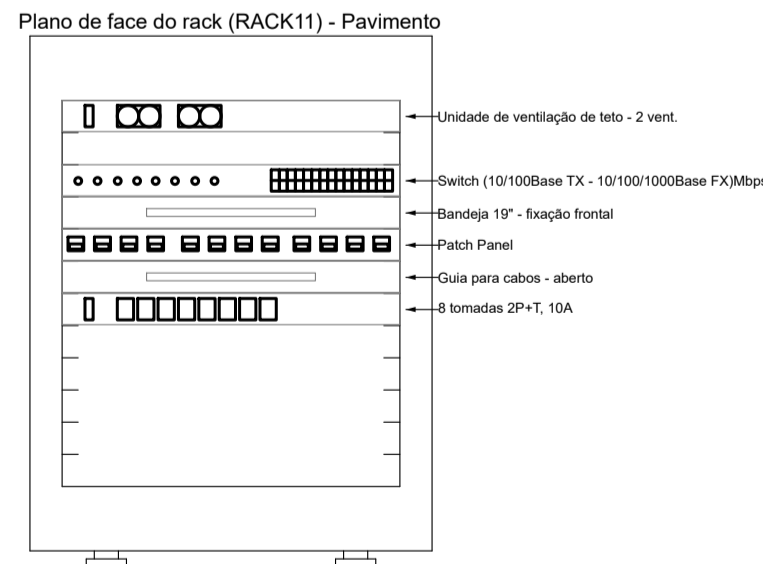 Plano de face do rack (RACK11) - Pavimento
Unidade de ventilação de teto - 2 vent.
Switch (10/100Base TX - 10/100/1000Base FX)Mbps
Bandeja 19" - fixação frontal
Patch Panel
Guia para cabos - aberto
8 tomadas 2P+T, 10A